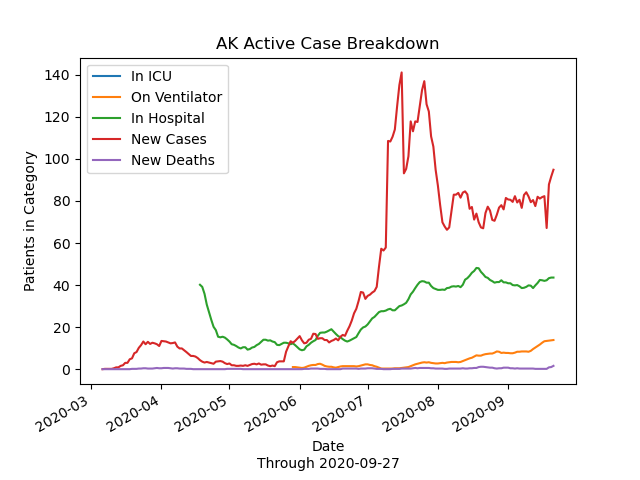 AK Active Case Breakdown
In ICU
On Ventilator
In Hospital
New Cases
New Deaths
Patients in Category
140
120
100
80
60
40
20
0
2020-03
2020-04
2020-05
2020-06
2020-07
2020-08
2020-09
Date
Through 2020-09-27